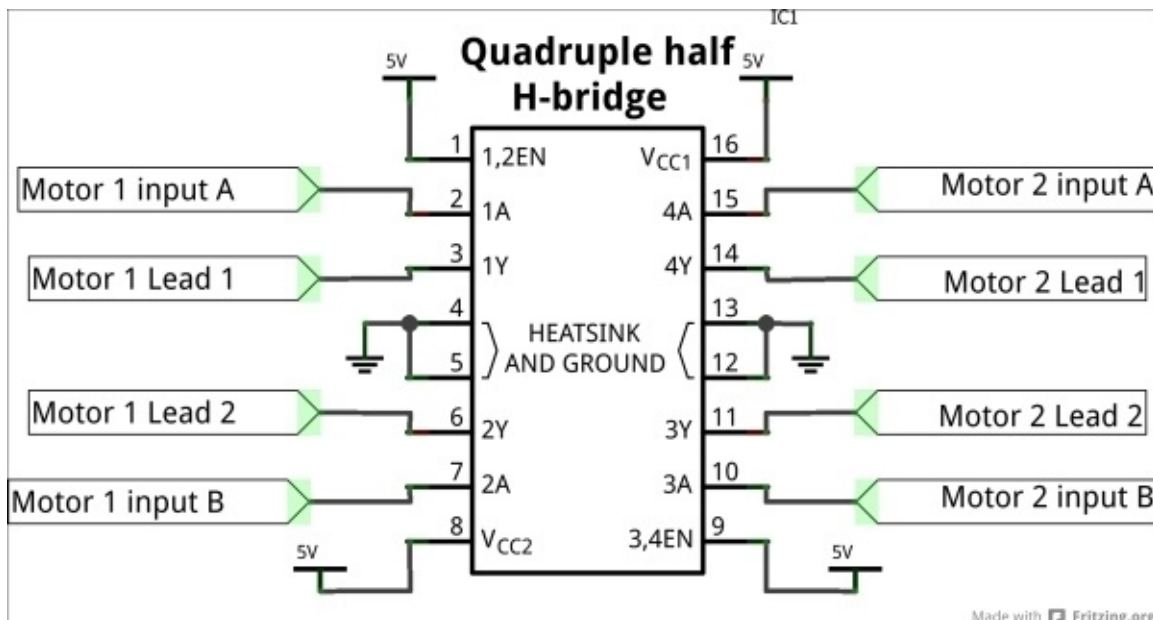 IC1
Quadruple half
H-bridge
5V
5V
1
1,2EN
VCC1
16
Motor 1 input A
2
1A
4A
15
Motor 2 input A
Motor 1 Lead 1
3
1Y
4Y
14
Motor 2 Lead 1
4
13
HEATSINK
AND GROUND
5
12
Motor 1 Lead 2
6
2Y
3Y
11
Motor 2 Lead 2
Motor 1 input B
7
2A
3A
10
Motor 2 input B
8
VCC2
3,4EN
9
5V
5V
Made with Fritzing.org